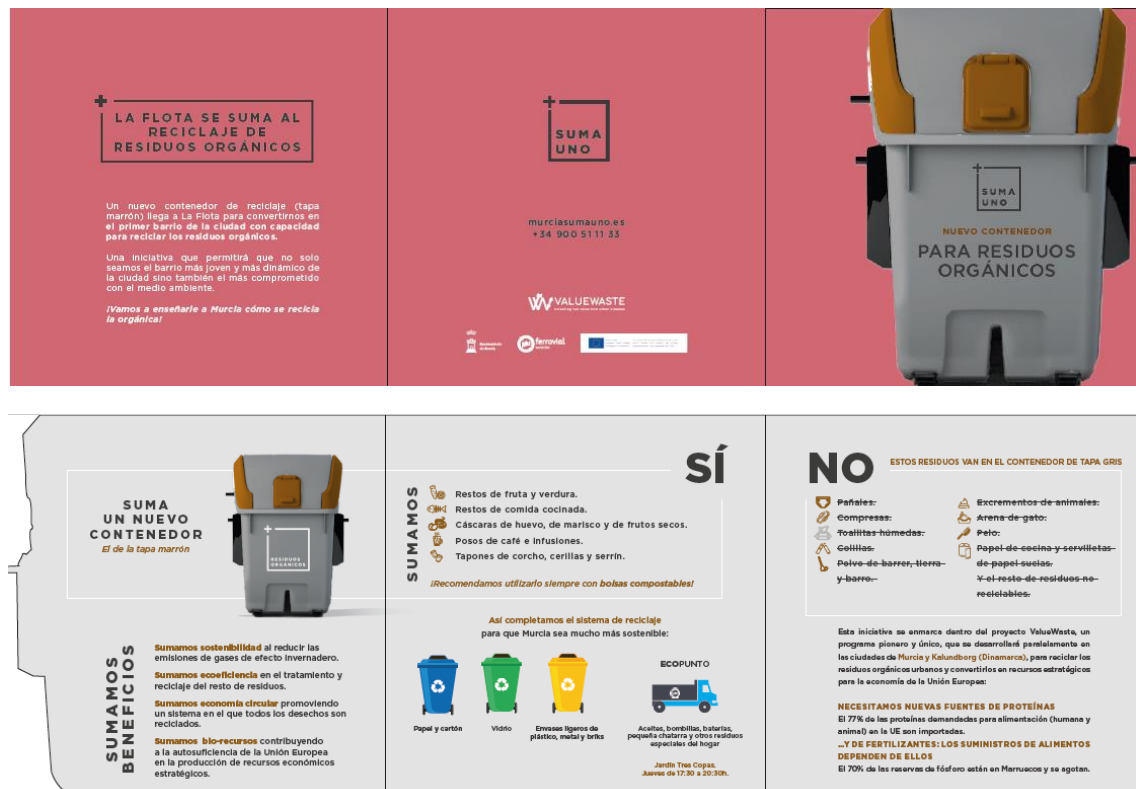 LA FLOTA SE SUMA AL
RECICLAJE DE
RESIDUOS ORGÁNICOS
Un nuevo contenedor de reciclaje (tapa
marrón) llega a La Flota para convertirnos en
el primer barrio de la ciudad con capacidad
para reciclar los residuos orgánicos.
Una iniciativa que permitirá que no solo
seamos el barrio más joven y más dinámico de
la ciudad sino también el más comprometido
con el medio ambiente.
¡Vamos a enseñarle a Murcia cómo se recicla
la orgánica!
SUMA
UNO
murciasumauno.es
+34 900 51 11 33
VALUEWASTE
ferrovial
SUMA
UNO
NUEVO CONTENEDOR
PARA RESIDUOS
ORGÁNICOS
SUMA
UN NUEVO
CONTENEDOR
El de la tapa marrón
RESIDUOS
ORGÁNICOS
SUMAMOS
BENEFICIOS
Sumamos sostenibilidad al reducir las
emisiones de gases de efecto invernadero.
Sumamos ecoeficiencia en el tratamiento y
reciclaje del resto de residuos.
Sumamos economía circular promoviendo
un sistema en el que todos los desechos son
reciclados.
Sumamos bio-recursos contribuyendo
a la autosuficiencia de la Unión Europea
en la producción de recursos económicos
estratégicos.
SÍ
SUMAMOS
Restos de fruta y verdura.
Restos de comida cocinada.
Cáscaras de huevo, de marisco y de frutos secos.
Posos de café e infusiones.
Tapones de corcho, cerillas y serrín.
¡Recomendamos utilizarlo siempre con bolsas compostables!
Así completamos el sistema de reciclaje
para que Murcia sea mucho más sostenible:
Papel y cartón
Vidrio
Envases ligeros de
plástico, metal y briks
ECOPUNTO
Aceites, bombillas, baterías,
pequeña chatarra y otros residuos
especiales del hogar
Jardín Tres Copas.
Jueves de 17:30 a 20:30h.
NO
ESTOS RESIDUOS VAN EN EL CONTENEDOR DE TAPA GRIS
Pañales.
Compresas.
Toallitas húmedas.
Colillas.
Polvo de barrer, tierra
y barro.
Excrementos de animales.
Arena de gato.
Pelo.
Papel de cocina y servilletas
de papel sucias.
Y el resto de residuos no
reciclables.
Esta iniciativa se enmarca dentro del proyecto ValueWaste, un
programa pionero y único, que se desarrollará paralelamente en
las ciudades de Murcia y Kalundborg (Dinamarca), para reciclar los
residuos orgánicos urbanos y convertirlos en recursos estratégicos
para la economía de la Unión Europea:
NECESITAMOS NUEVAS FUENTES DE PROTEÍNAS
El 77% de las proteínas demandadas para alimentación (humana y
animal) en la UE son importadas.
...Y DE FERTILIZANTES: LOS SUMINISTROS DE ALIMENTOS
DEPENDEN DE ELLOS
El 70% de las reservas de fósforo están en Marruecos y se agotan.